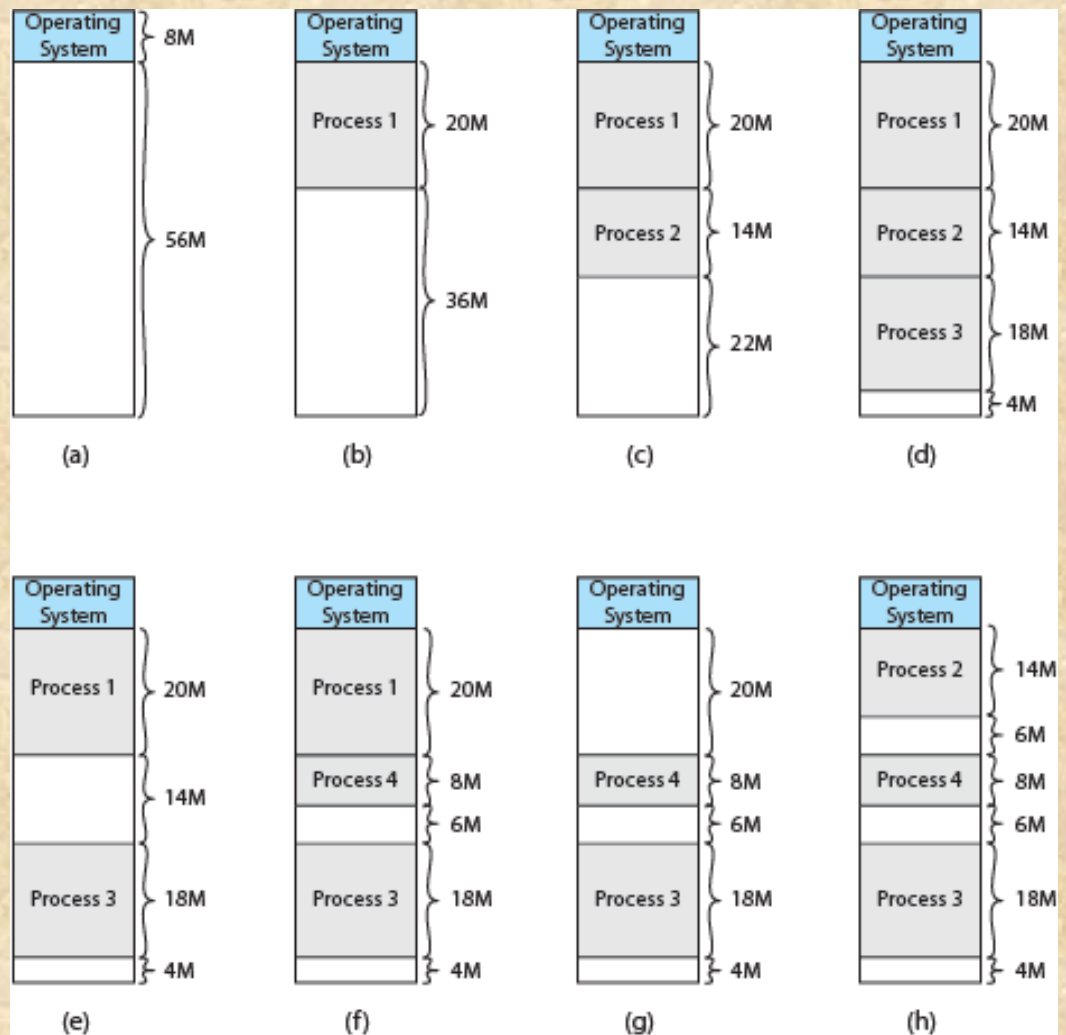 Operating
System
8M
56M
(a)
Operating
System
Process 1
20M
36M
(b)
Operating
System
Process 1
20M
Process 2
14M
22M
(c)
Operating
System
Process 1
20M
Process 2
14M
Process 3
18M
4M
(d)
Operating
System
Process 1
20M
14M
Process 3
18M
4M
(e)
Operating
System
Process 1
20M
Process 4
8M
6M
Process 3
18M
4M
(f)
Operating
System
20M
Process 4
8M
6M
Process 3
18M
4M
(g)
Operating
System
Process 2
14M
6M
Process 4
8M
6M
Process 3
18M
4M
(h)